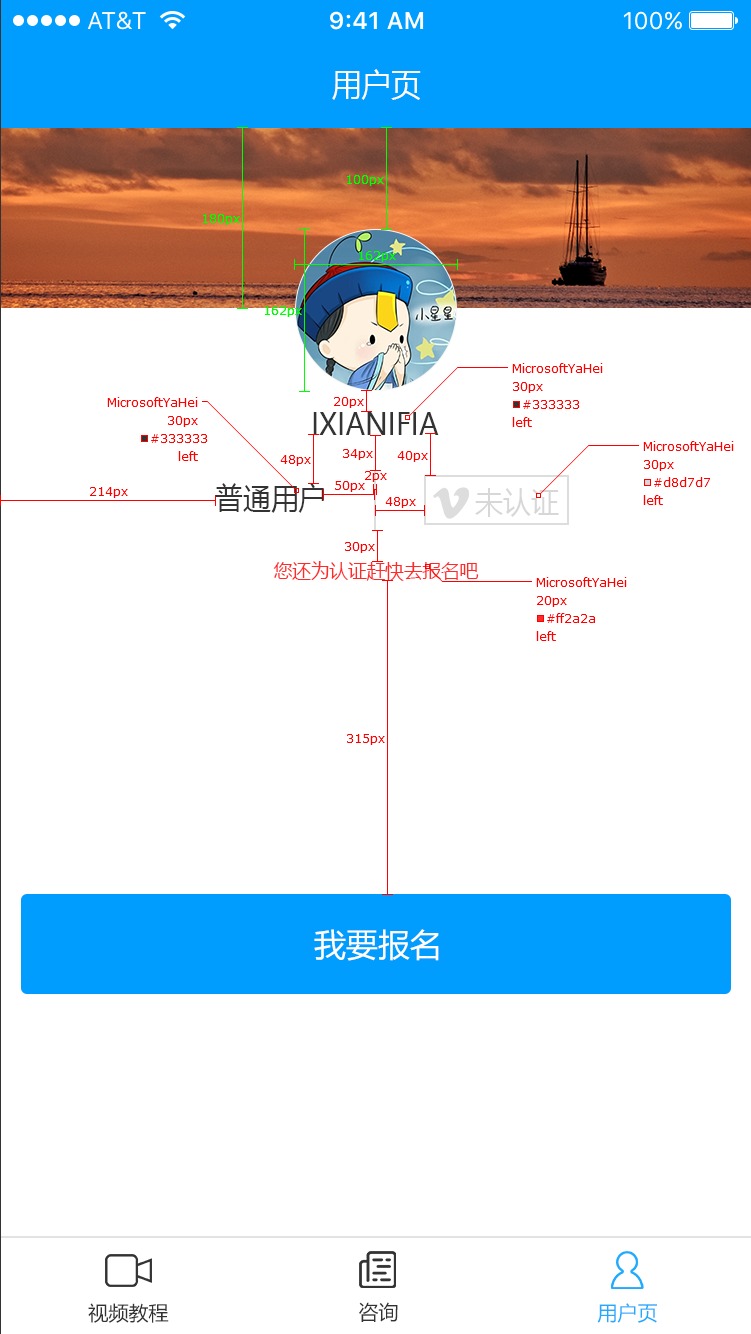 AT&T 9:41 AM 100%
用户页
100px
180px
162px
162px
小星星
20px
MicrosoftYaHei
30px
#333333
left
MicrosoftYaHei
30px
#333333
left
IXIANIFIA
48px
34px
40px
MicrosoftYaHei
30px
#d8d7d7
left
2px
214px
50px
48px
普通用户
未认证
30px
您还为认证赶快去报名吧
MicrosoftYaHei
20px
#ff2a2a
left
315px
我要报名
视频教程
咨询
用户页